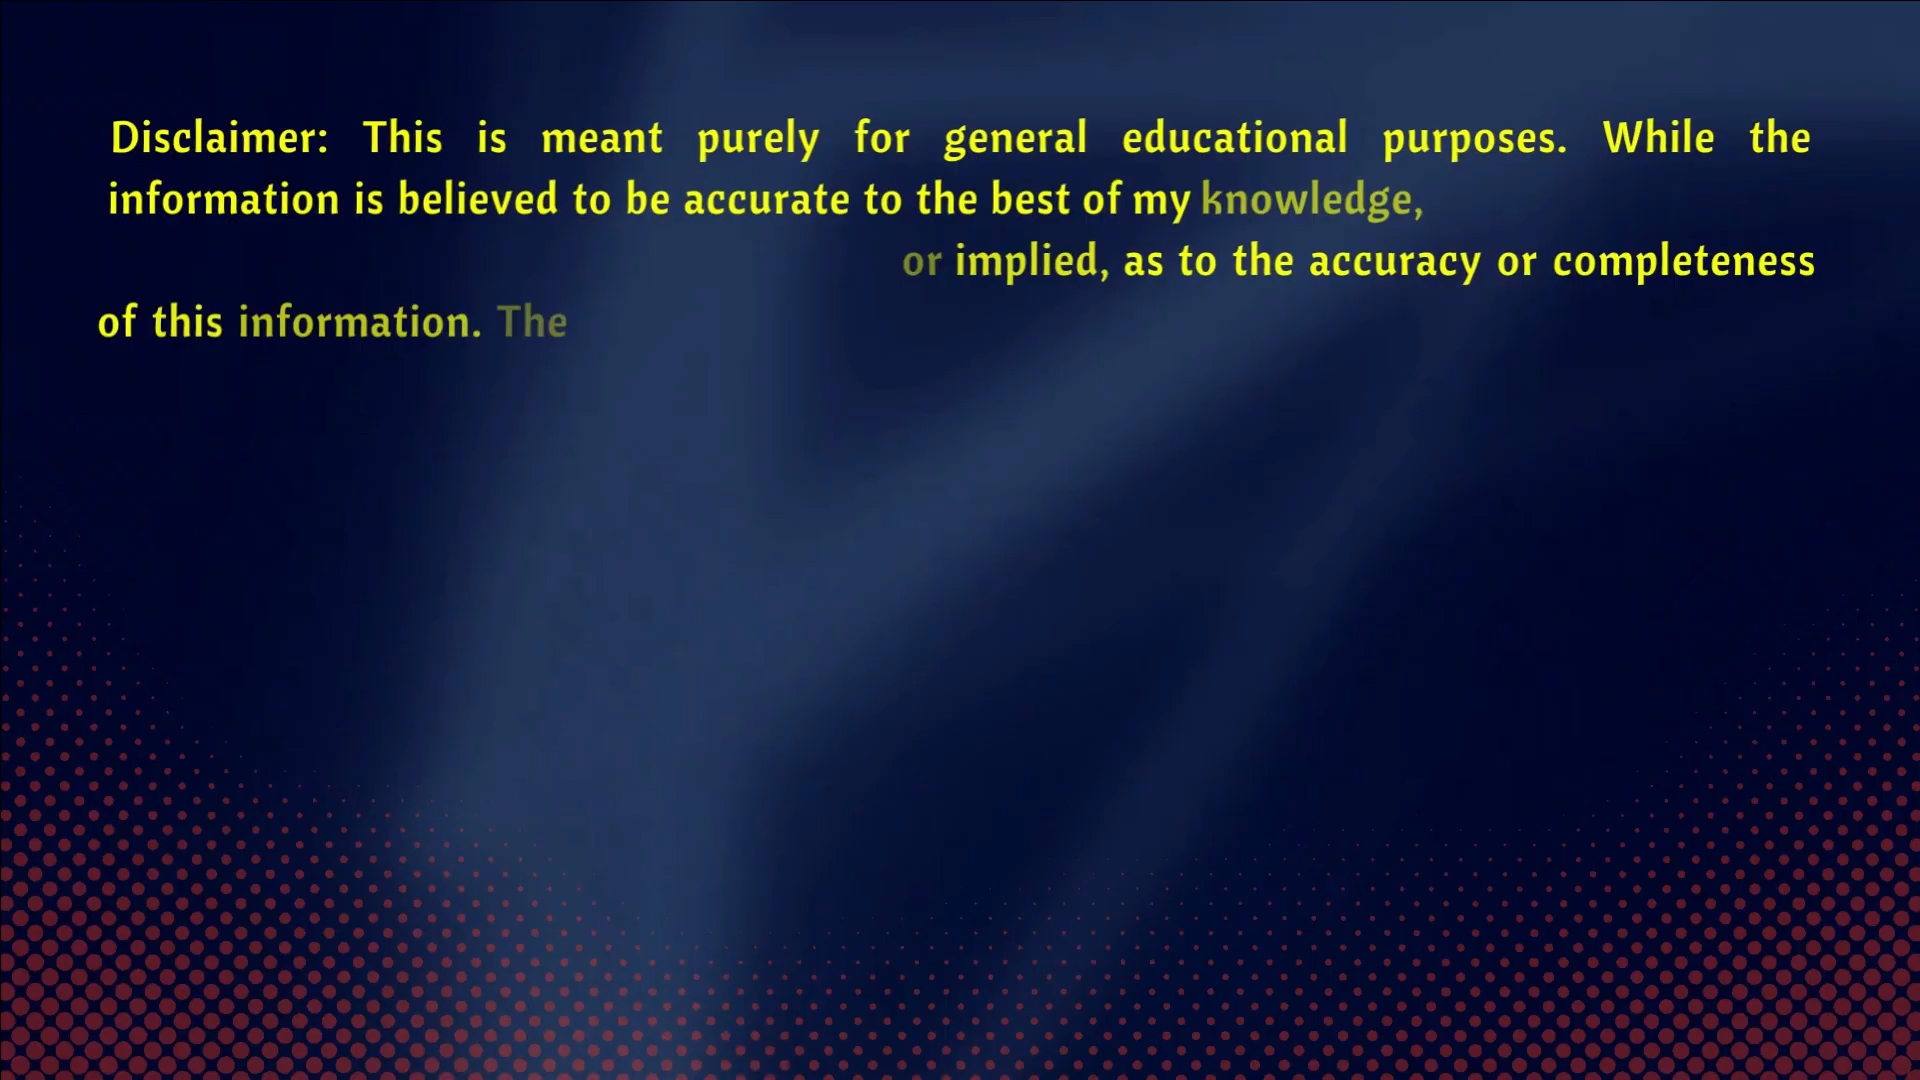 Disclaimer: This is meant purely for general educational purposes. While the
information is believed to be accurate to the best of my knowledge,
or implied, as to the accuracy or completeness
of this information. The